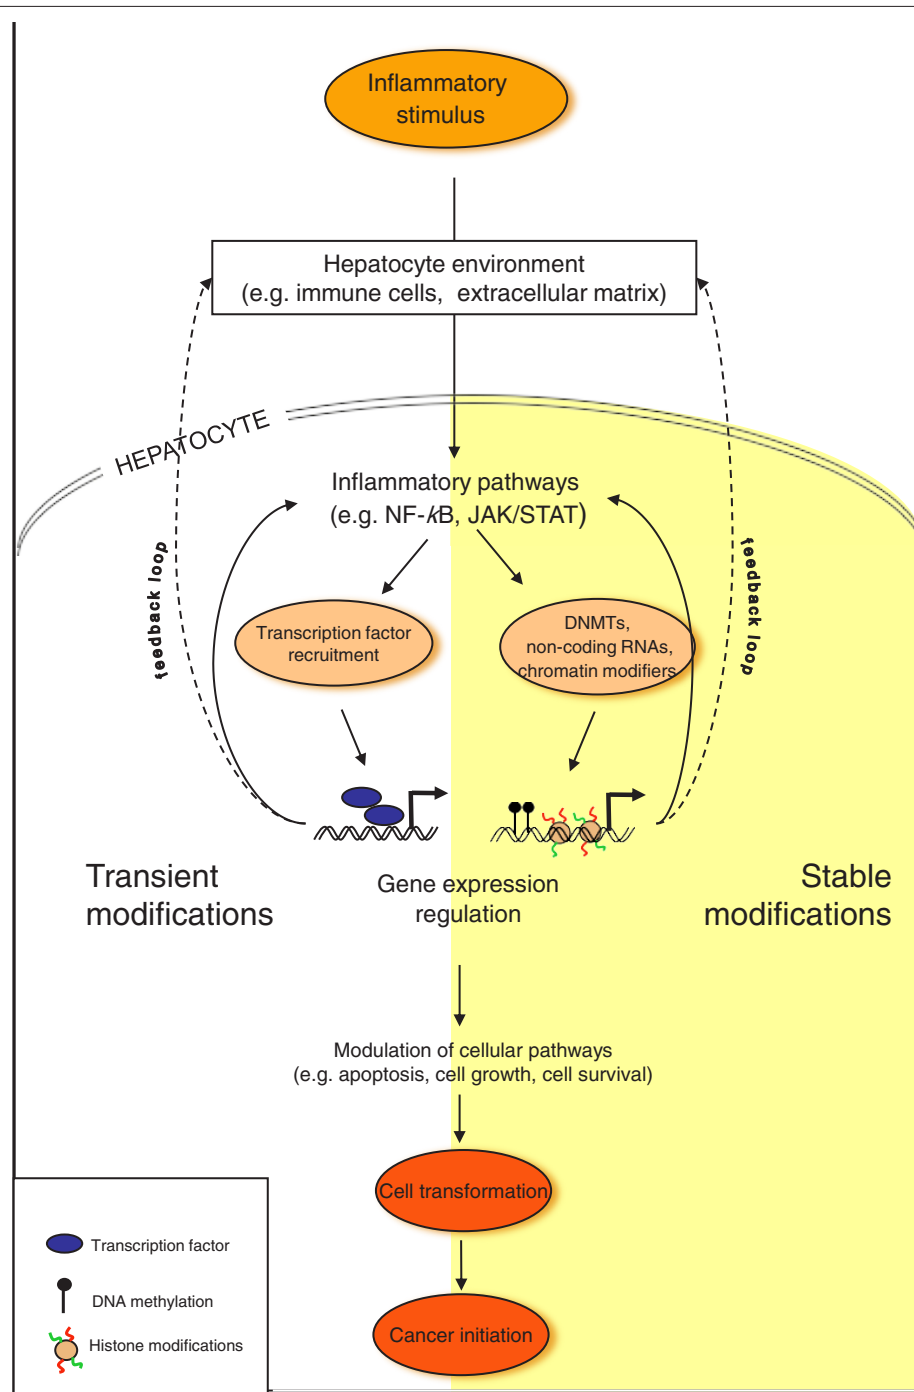 Inflammatory
stimulus
Hepatocyte environment
(e.g. immune cells, extracellular matrix)
HEPATOCYTE
Inflammatory pathways
(e.g. NF-kB, JAK/STAT)
feedback loop
feedback loop
Transcription factor
recruitment
DNMTs,
non-coding RNAs,
chromatin modifiers
Transient
modifications
Gene expression
regulation
Stable
modifications
Modulation of cellular pathways
(e.g. apoptosis, cell growth, cell survival)
Cell transformation
Cancer initiation
Transcription factor
DNA methylation
Histone modifications